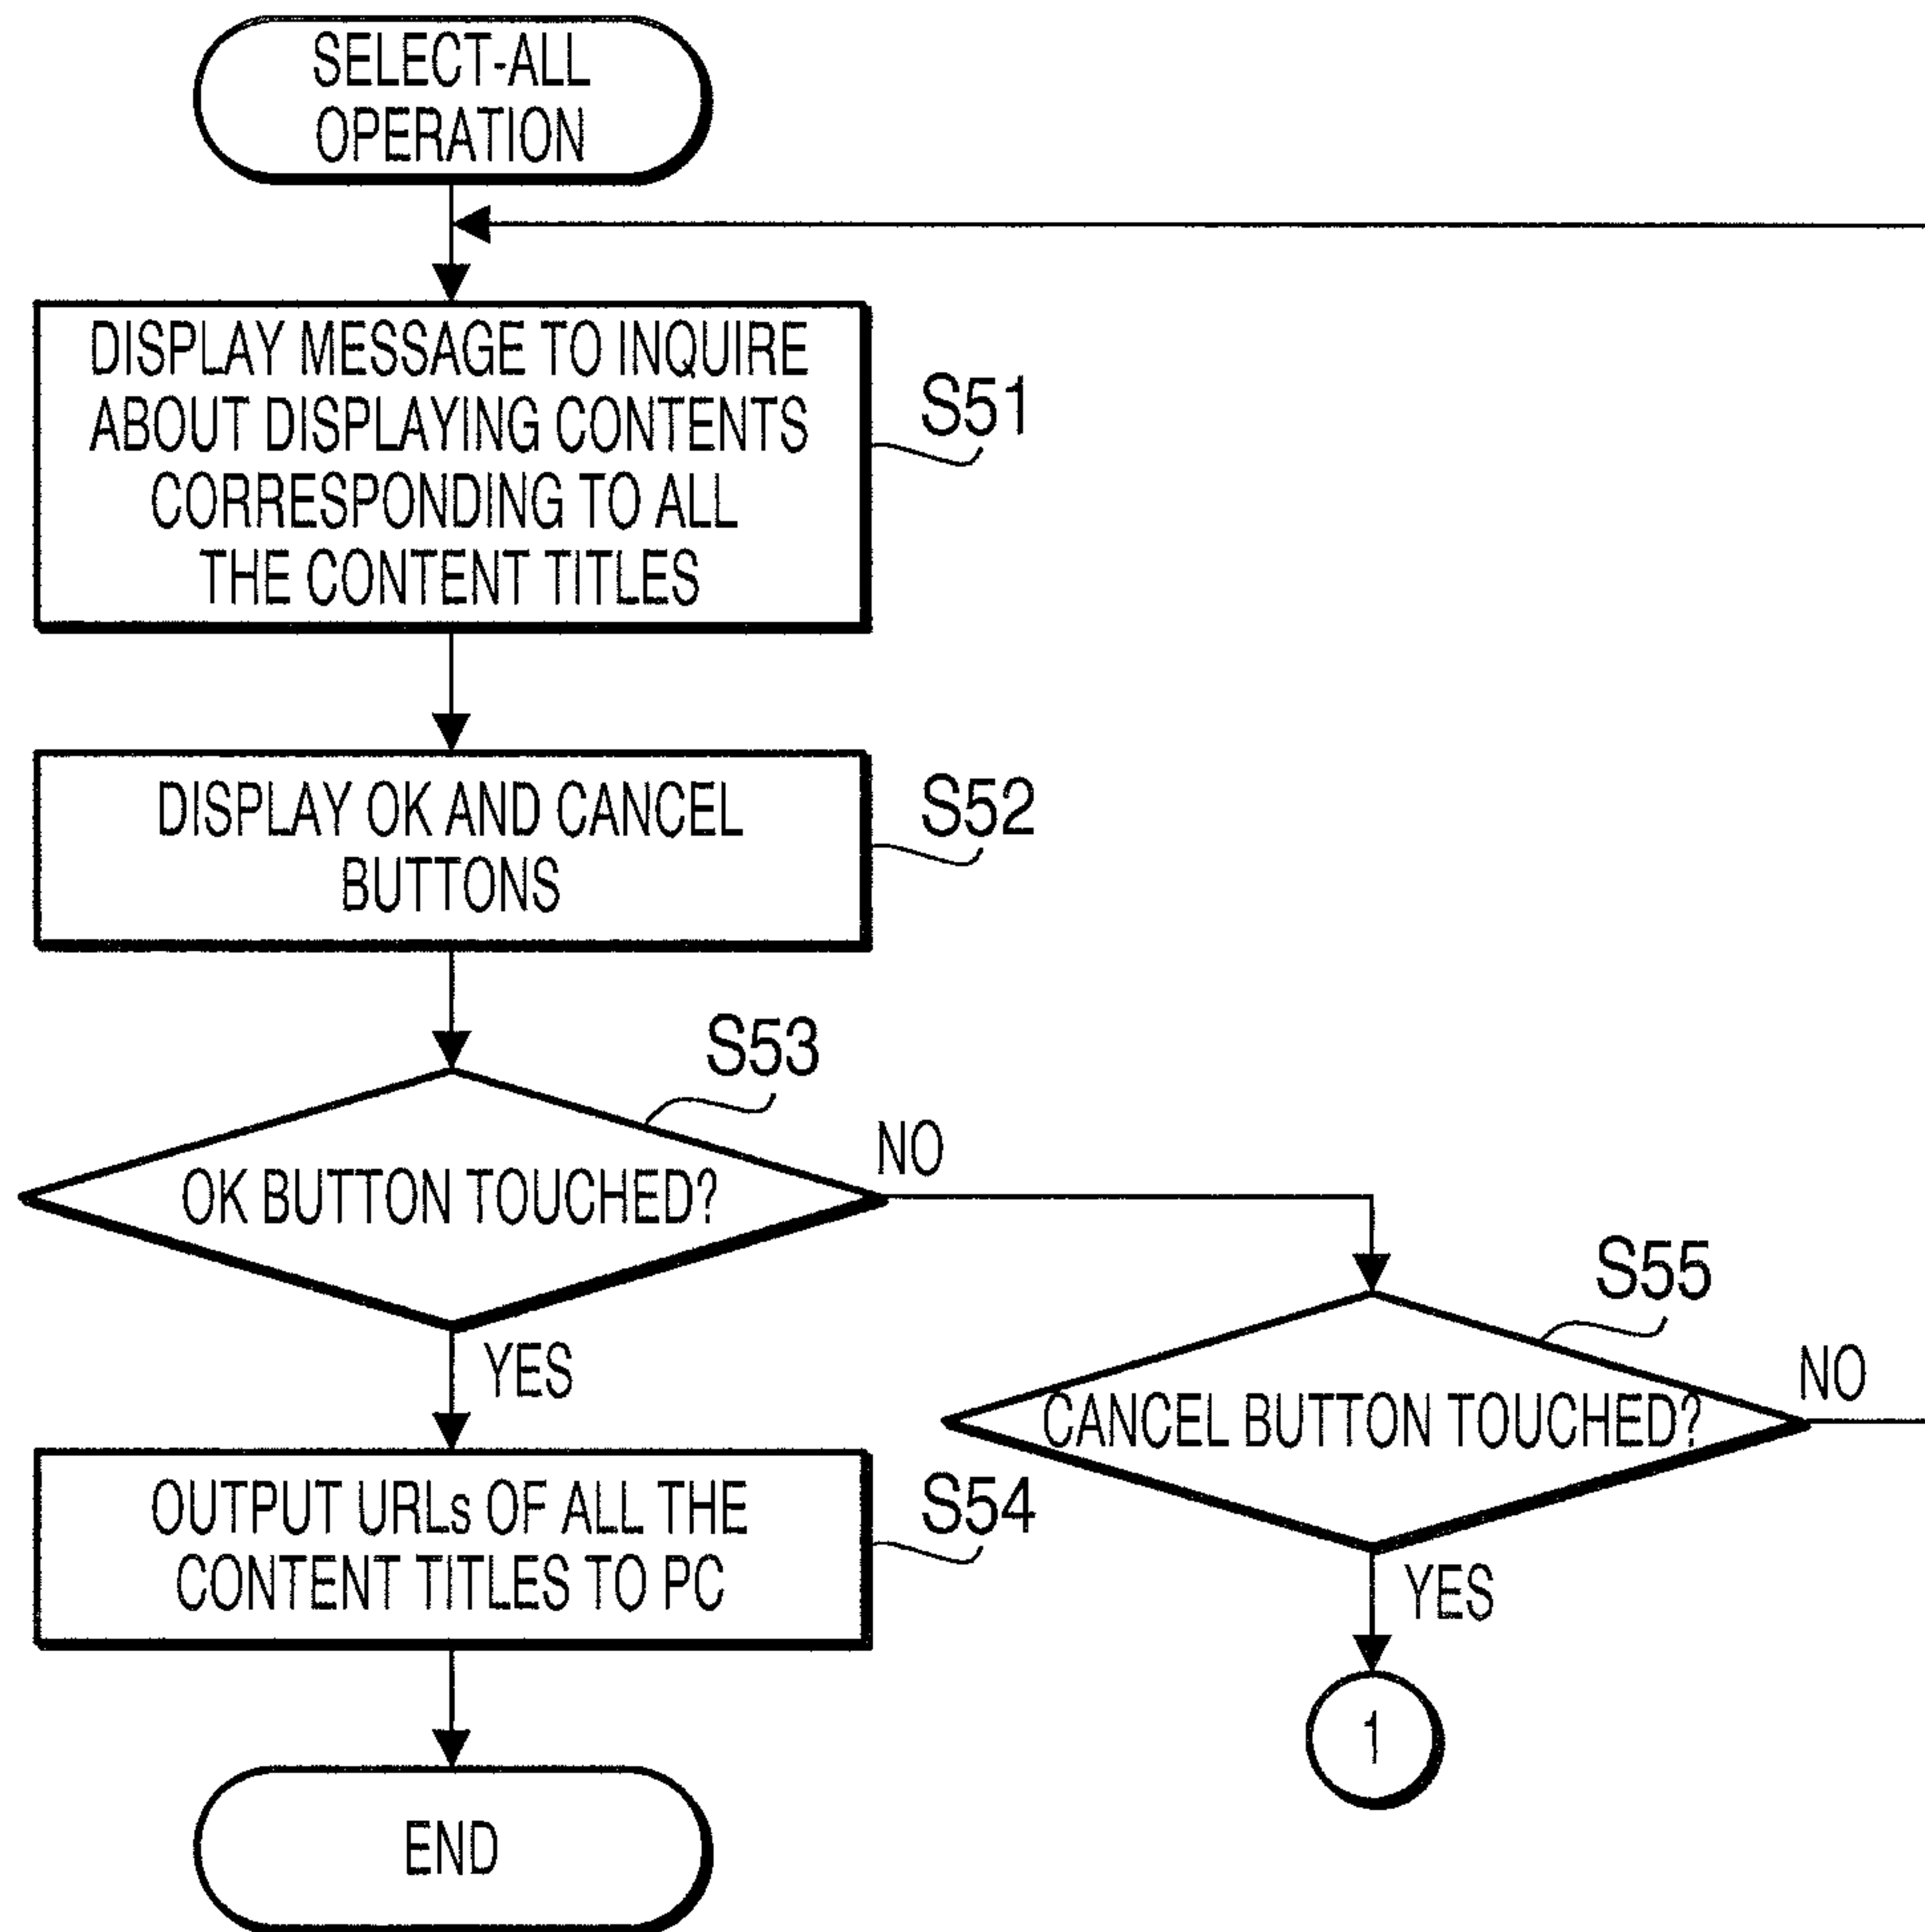 SELECT-ALL
OPERATION
DISPLAY MESSAGE TO INQUIRE
ABOUT DISPLAYING CONTENTS
CORRESPONDING TO ALL
THE CONTENT TITLES
S51
DISPLAY OK AND CANCEL
BUTTONS
S52
S53
OK BUTTON TOUCHED?
NO
YES
S55
CANCEL BUTTON TOUCHED?
NO
YES
OUTPUT URLs OF ALL THE
CONTENT TITLES TO PC
S54
1
END